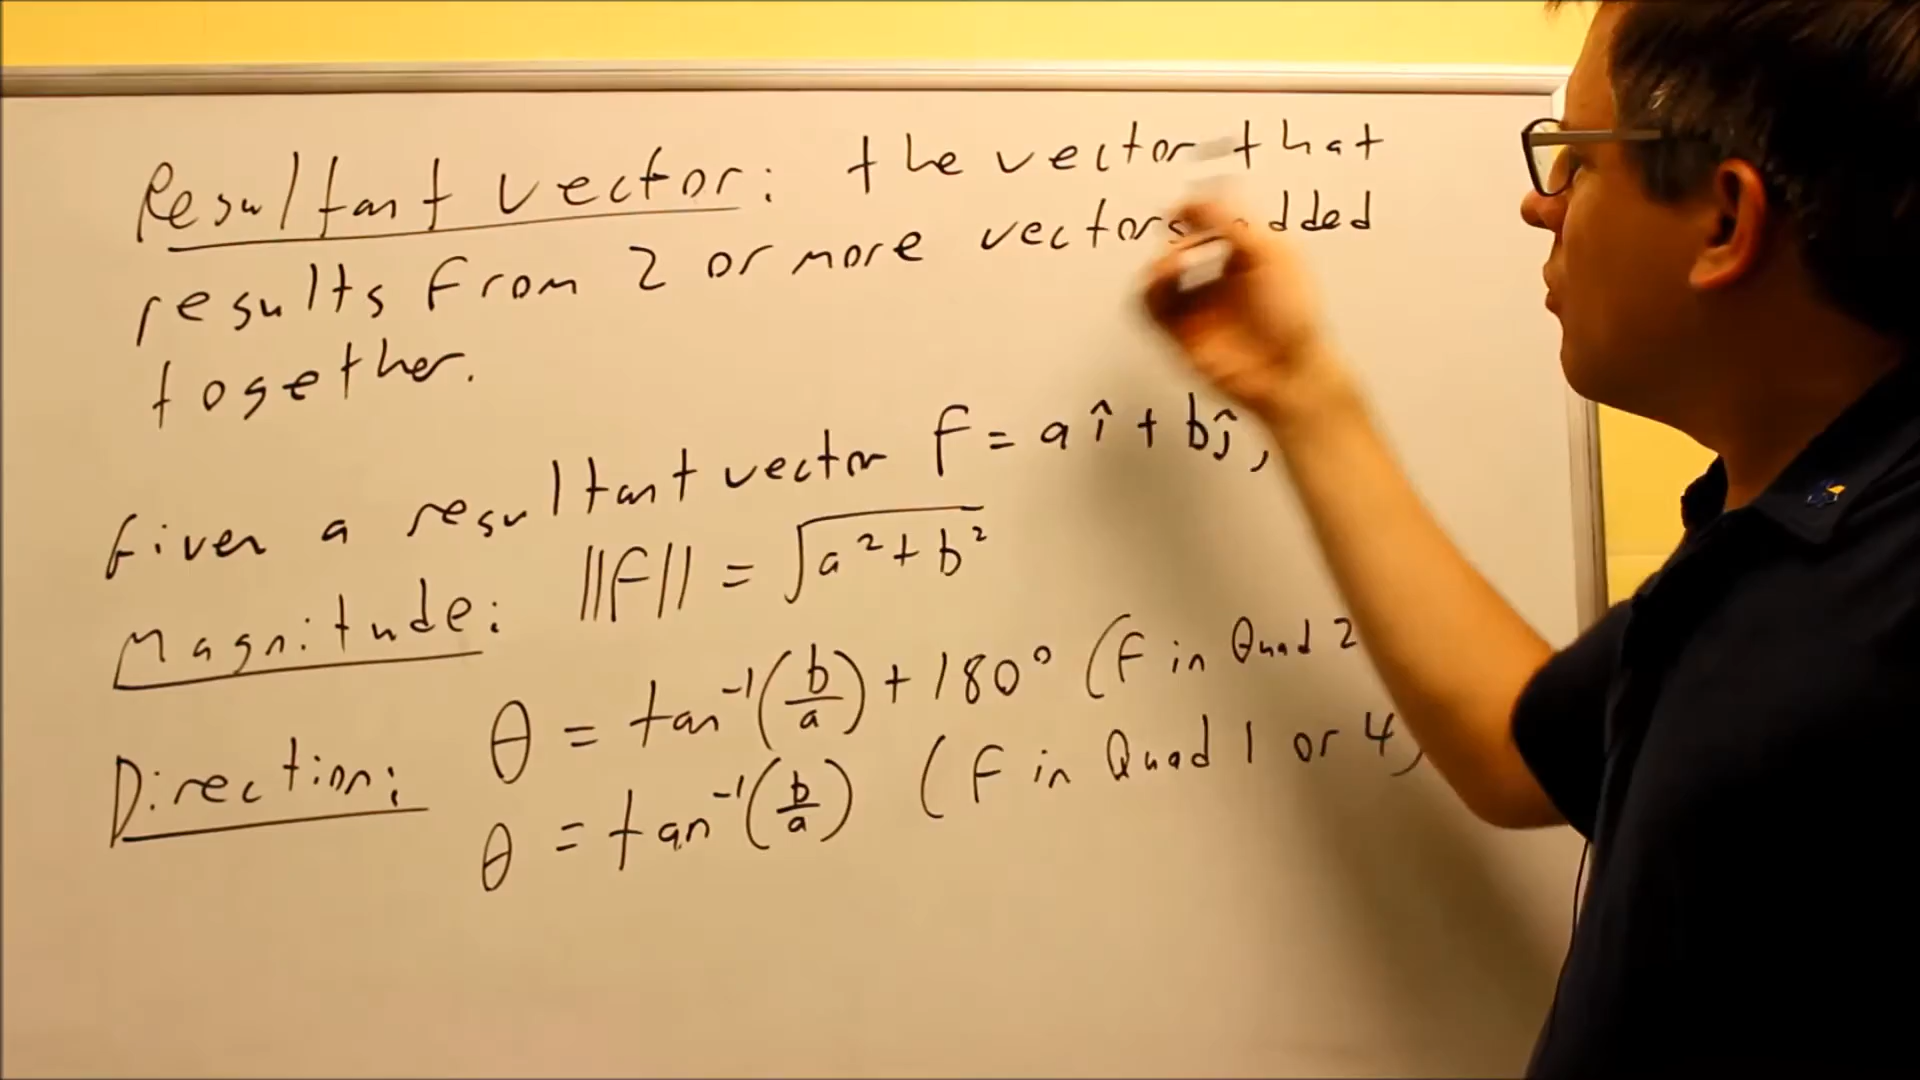 Resultant vector: the vector that
results from 2 or more vectors added
together.
Given a resultant vector F = a î + b ĵ,
Magnitude: ||F|| = √(a² + b²)
Direction: θ = tan⁻¹(b/a) + 180° (F in Quad 2
θ = tan⁻¹(b/a) (F in Quad 1 or 4)